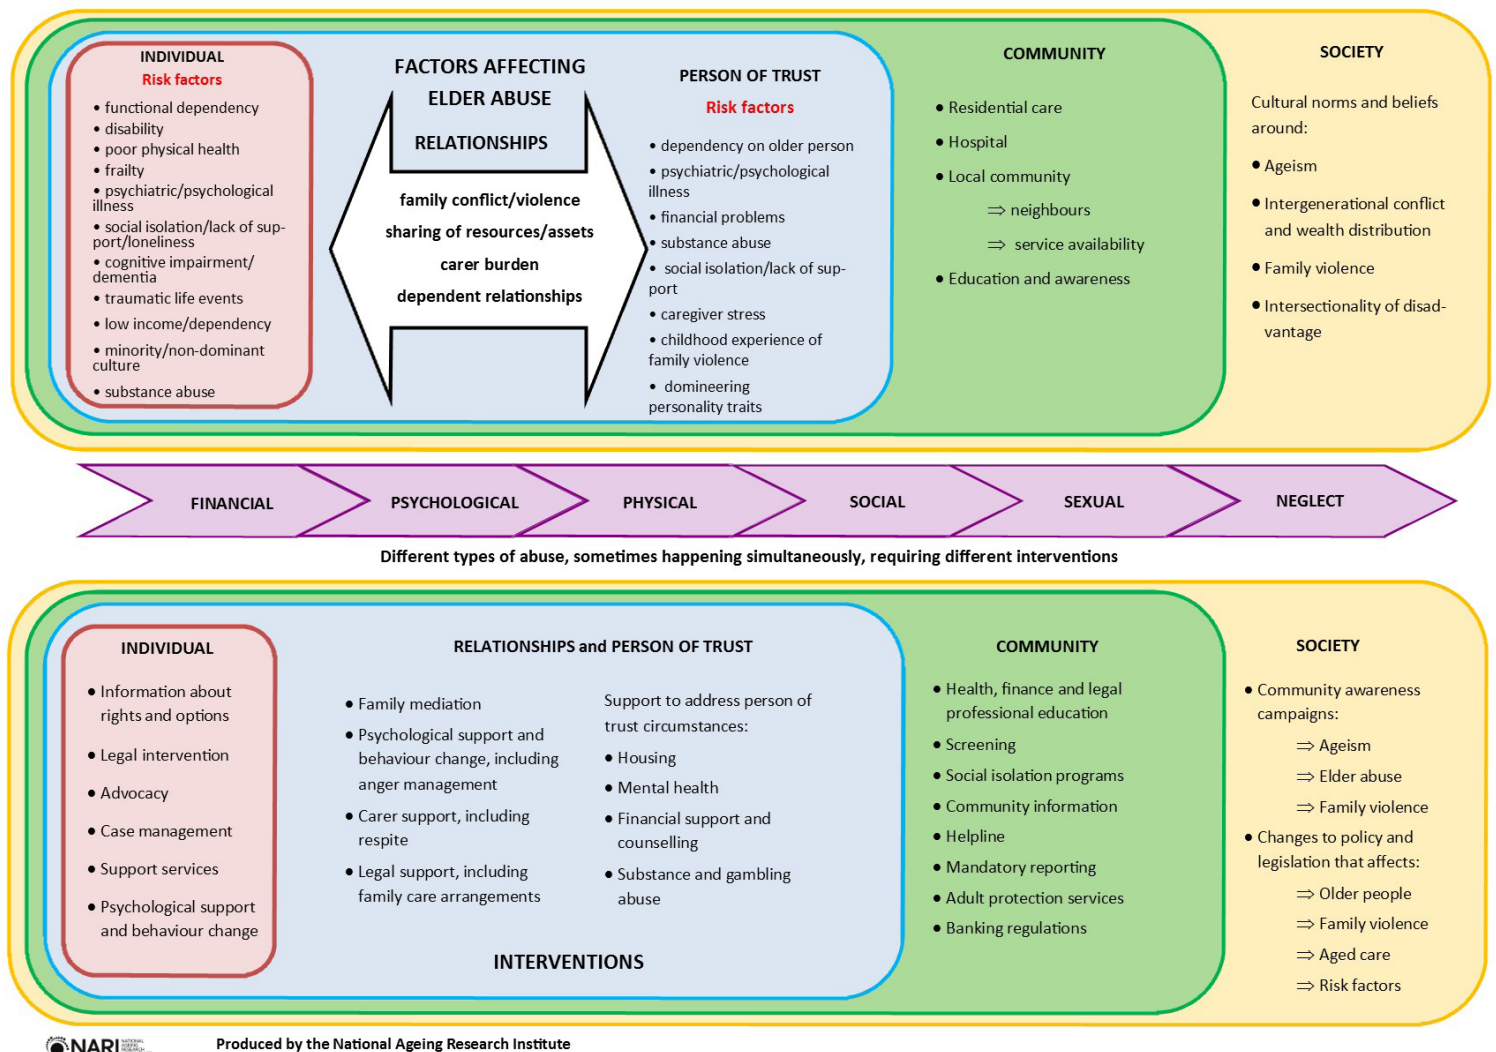 INDIVIDUAL
Risk factors
• functional dependency
• disability
• poor physical health
• frailty
• psychiatric/psychological
illness
• social isolation/lack of sup-
port/loneliness
• cognitive impairment/
dementia
• traumatic life events
• low income/dependency
• minority/non-dominant
culture
• substance abuse
FACTORS AFFECTING
ELDER ABUSE
RELATIONSHIPS
family conflict/violence
sharing of resources/assets
carer burden
dependent relationships
PERSON OF TRUST
Risk factors
• dependency on older person
• psychiatric/psychological
illness
• financial problems
• substance abuse
• social isolation/lack of sup-
port
• caregiver stress
• childhood experience of
family violence
• domineering
personality traits
COMMUNITY
• Residential care
• Hospital
• Local community
⇒ neighbours
⇒ service availability
• Education and awareness
SOCIETY
Cultural norms and beliefs
around:
• Ageism
• Intergenerational conflict
and wealth distribution
• Family violence
• Intersectionality of disad-
vantage
FINANCIAL
PSYCHOLOGICAL
PHYSICAL
SOCIAL
SEXUAL
NEGLECT
Different types of abuse, sometimes happening simultaneously, requiring different interventions
INDIVIDUAL
• Information about
rights and options
• Legal intervention
• Advocacy
• Case management
• Support services
• Psychological support
and behaviour change
RELATIONSHIPS and PERSON OF TRUST
• Family mediation
• Psychological support and
behaviour change, including
anger management
• Carer support, including
respite
• Legal support, including
family care arrangements
Support to address person of
trust circumstances:
• Housing
• Mental health
• Financial support and
counselling
• Substance and gambling
abuse
INTERVENTIONS
COMMUNITY
• Health, finance and legal
professional education
• Screening
• Social isolation programs
• Community information
• Helpline
• Mandatory reporting
• Adult protection services
• Banking regulations
SOCIETY
• Community awareness
campaigns:
⇒ Ageism
⇒ Elder abuse
⇒ Family violence
• Changes to policy and
legislation that affects:
⇒ Older people
⇒ Family violence
⇒ Aged care
⇒ Risk factors
NARI
NATIONAL
AGEING
RESEARCH
Produced by the National Ageing Research Institute